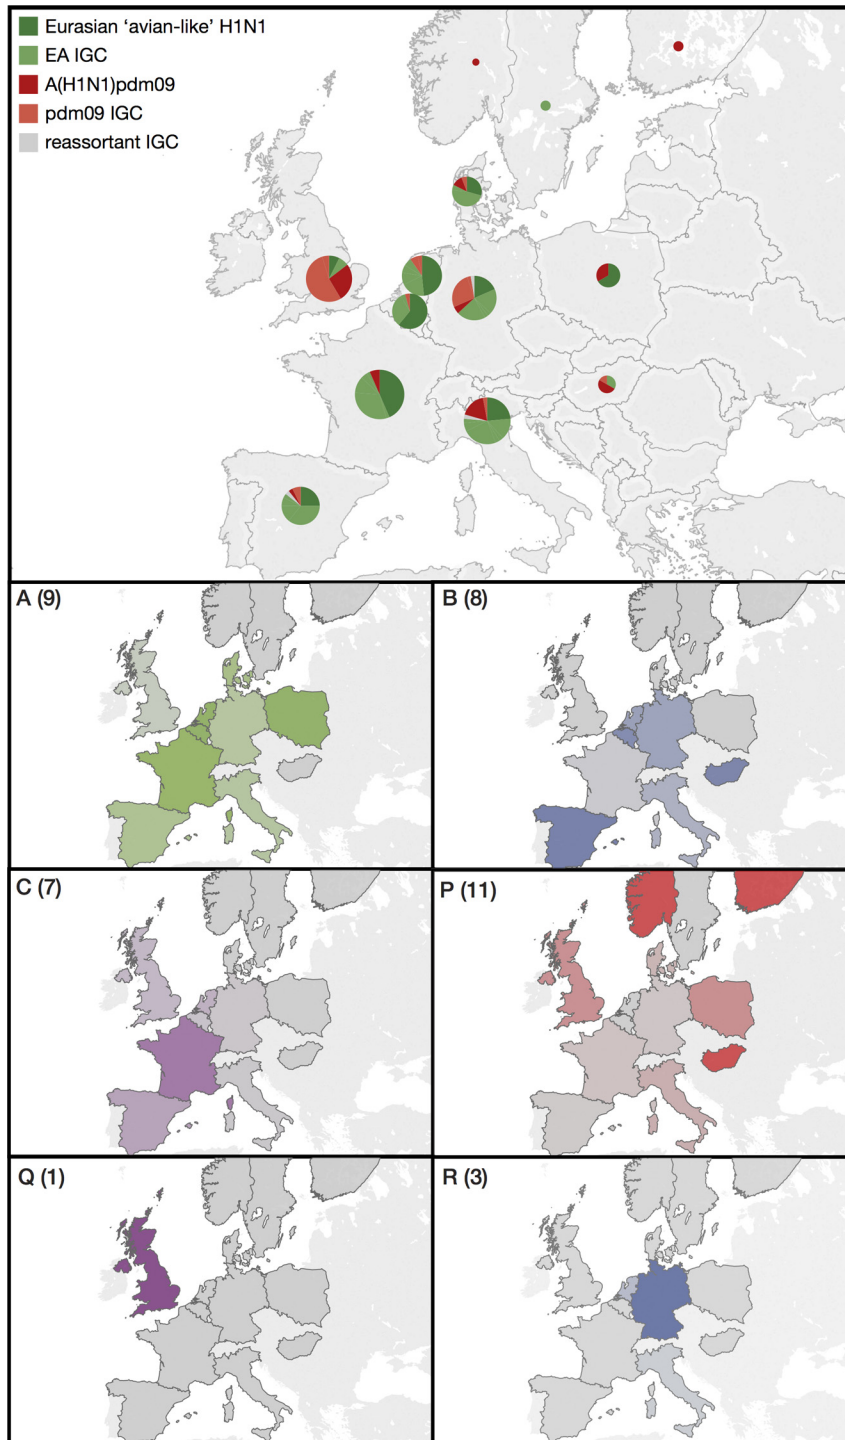 Eurasian ‘avian-like’ H1N1
EA IGC
A(H1N1)pdm09
pdm09 IGC
reassortant IGC
A (9)
B (8)
C (7)
P (11)
Q (1)
R (3)